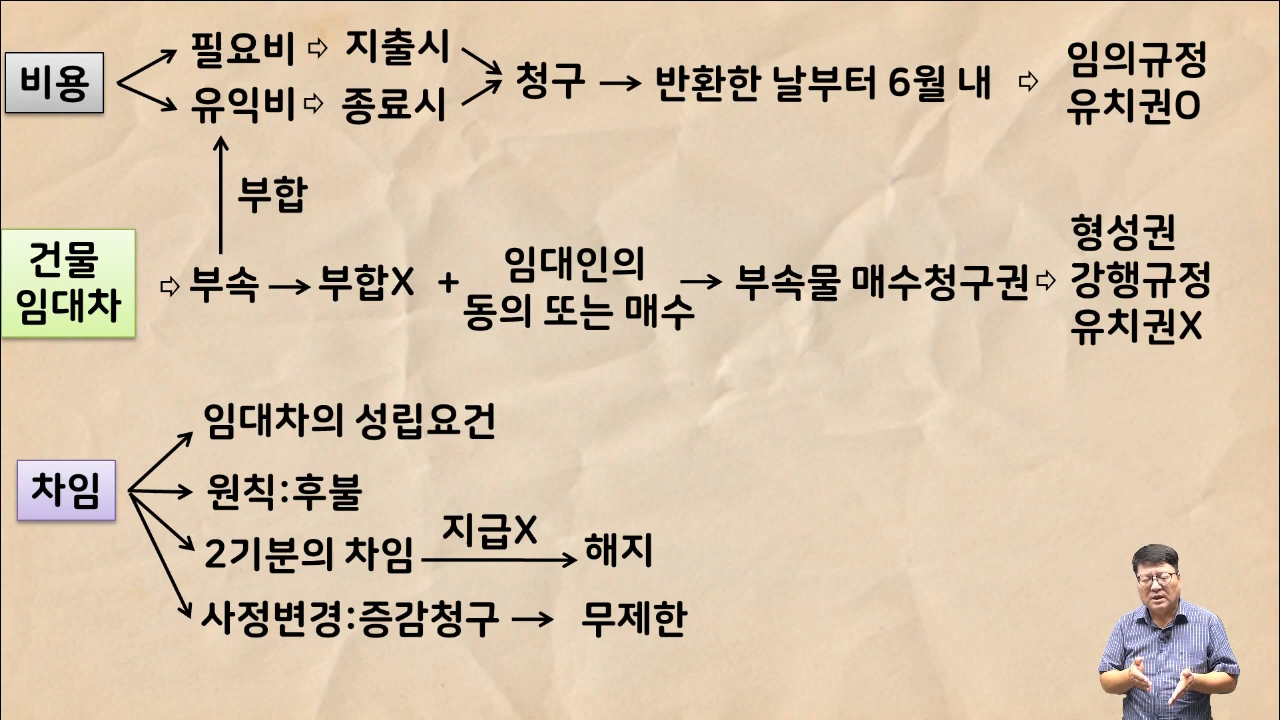 비용
필요비 ⇨ 지출시
유익비 ⇨ 종료시
청구 → 반환한 날부터 6월 내 ⇨
임의규정
유치권O
부합
건물
임대차
⇨ 부속 → 부합X +
임대인의
동의 또는 매수
→ 부속물 매수청구권 ⇨
형성권
강행규정
유치권X
차임
임대차의 성립요건
원칙:후불
2기분의 차임
지급X
해지
사정변경:증감청구 → 무제한